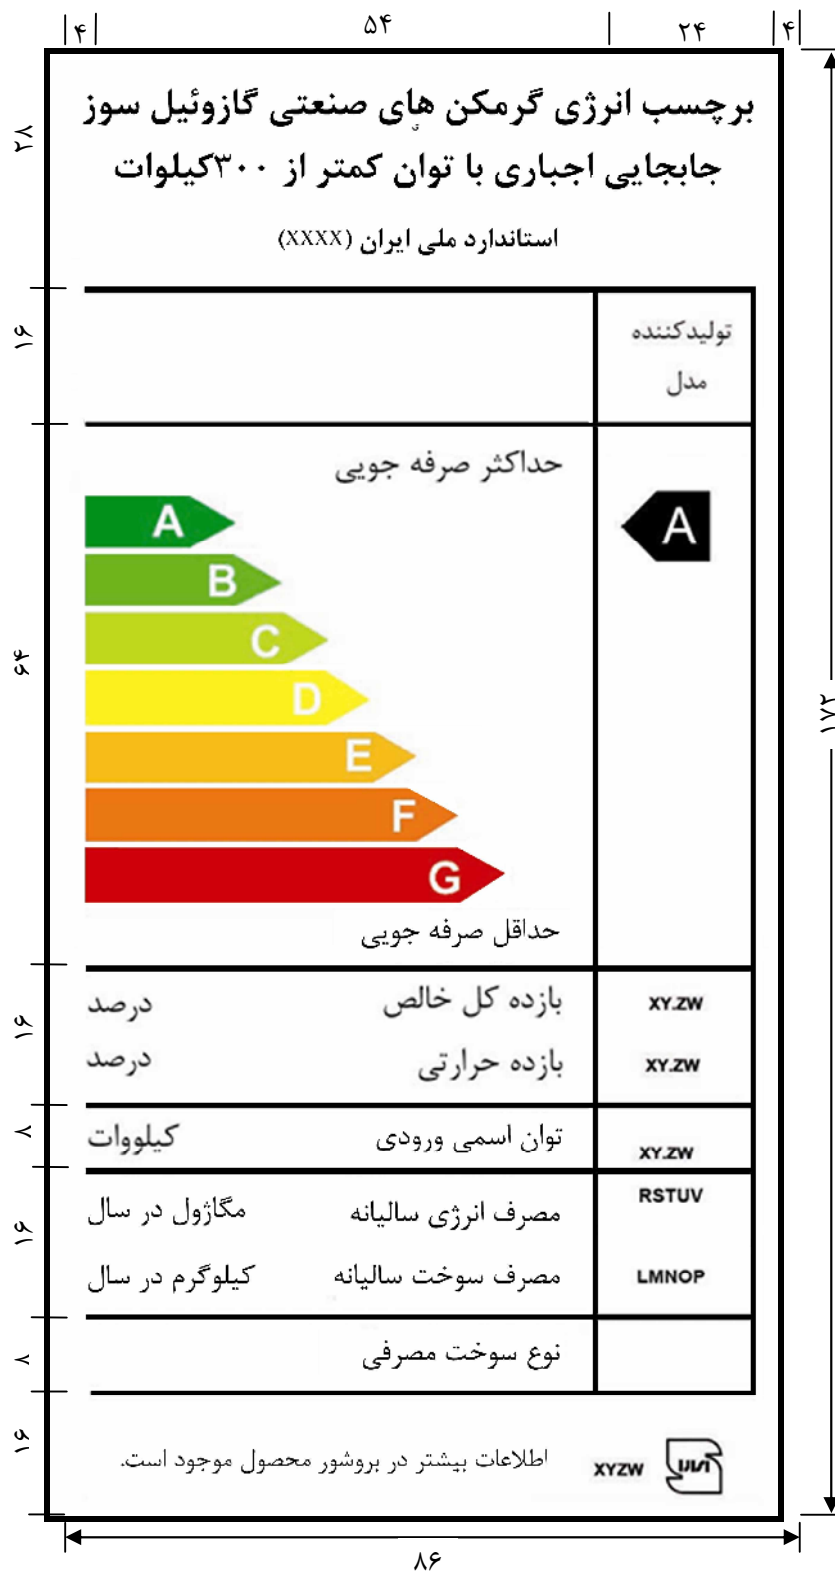 ۴ ۵۴ ۲۴ ۴
برچسب انرژی گرمکن های صنعتی گازوئیل سوز
جابجایی اجباری با توان کمتر از ۳۰۰کیلوات
استاندارد ملی ایران (XXXX)
۲۸
تولیدکننده
مدل
۱۶
حداکثر صرفه جویی
A
A
B
C
D
E
F
G
حداقل صرفه جویی
۶۴
۱۷۲
بازده کل خالص درصد XY.ZW
بازده حرارتی درصد XY.ZW
۱۶
توان اسمی ورودی کیلووات XY.ZW
۸
مصرف انرژی سالیانه مگاژول در سال RSTUV
مصرف سوخت سالیانه کیلوگرم در سال LMNOP
۱۶
نوع سوخت مصرفی
۸
اطلاعات بیشتر در بروشور محصول موجود است.
XYZW
۱۶
۸۶